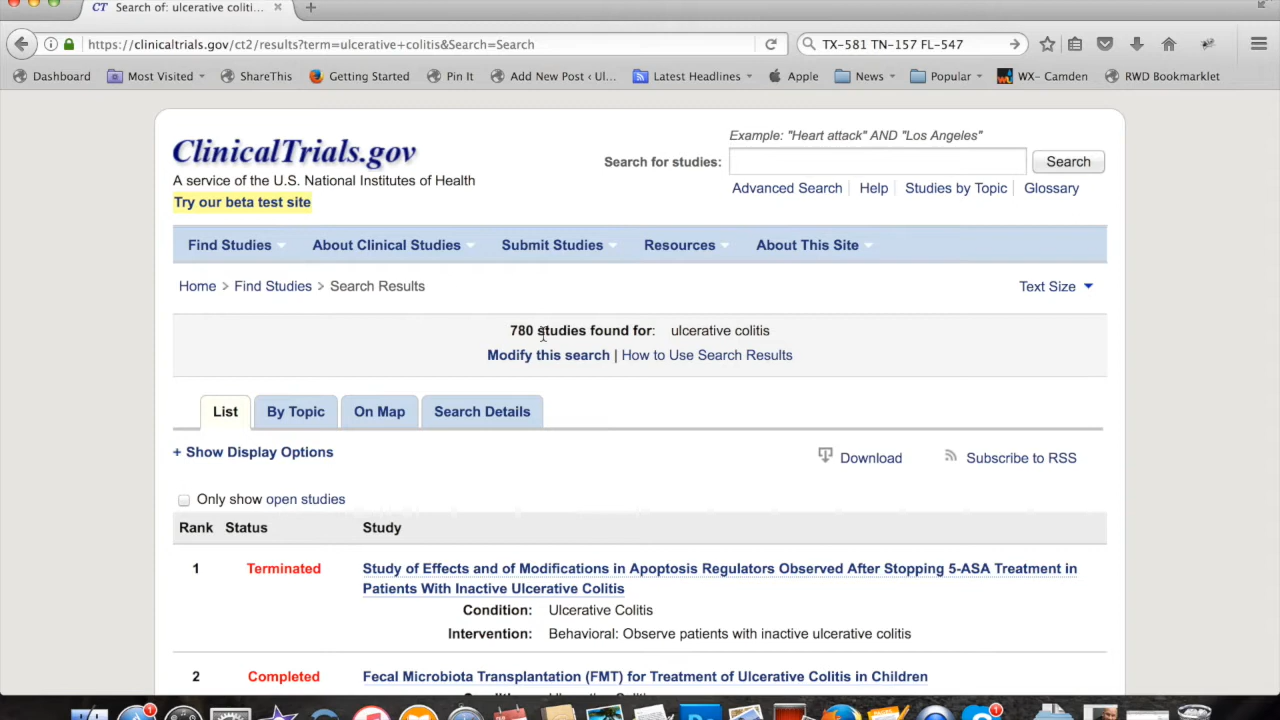 CT Search of: ulcerative coliti... × +
https://clinicaltrials.gov/ct2/results?term=ulcerative+colitis&Search=Search
TX-581 TN-157 FL-547
Dashboard Most Visited ShareThis Getting Started Pin It Add New Post ‹ Ul... Latest Headlines Apple News Popular WX- Camden RWD Bookmarklet
ClinicalTrials.gov
A service of the U.S. National Institutes of Health
Try our beta test site
Example: "Heart attack" AND "Los Angeles"
Search for studies: Search
Advanced Search Help Studies by Topic Glossary
Find Studies About Clinical Studies Submit Studies Resources About This Site
Home > Find Studies > Search Results
Text Size
780 studies found for: ulcerative colitis
Modify this search | How to Use Search Results
List By Topic On Map Search Details
+ Show Display Options
Download Subscribe to RSS
Only show open studies
Rank Status Study
1 Terminated Study of Effects and of Modifications in Apoptosis Regulators Observed After Stopping 5-ASA Treatment in
Patients With Inactive Ulcerative Colitis
Condition: Ulcerative Colitis
Intervention: Behavioral: Observe patients with inactive ulcerative colitis
2 Completed Fecal Microbiota Transplantation (FMT) for Treatment of Ulcerative Colitis in Children